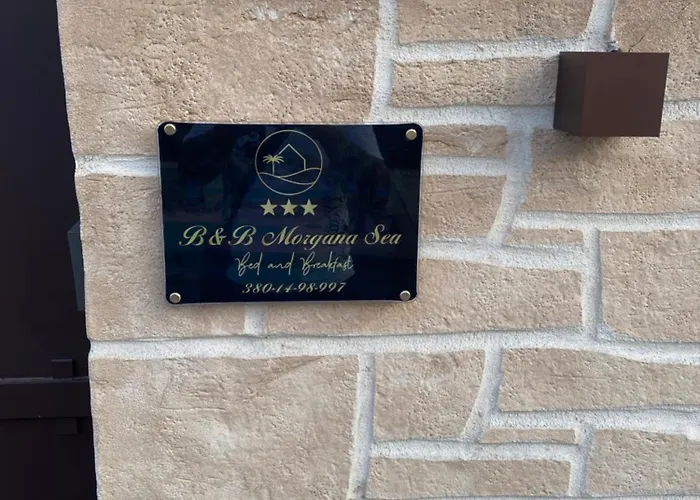 B&B Morgana Sea
Bed and Breakfast
380-14-98-997